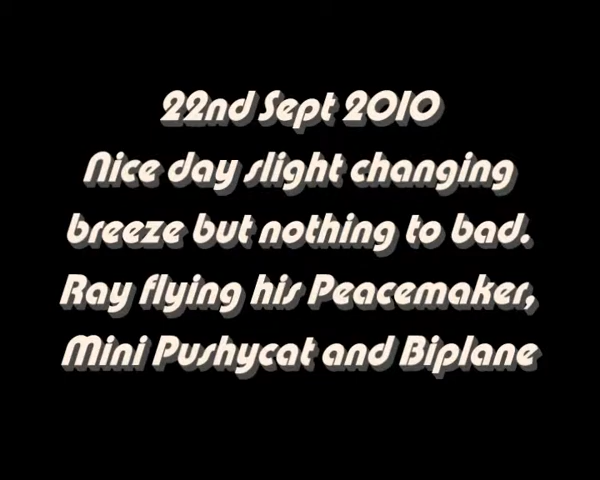 22nd Sept 2010
Nice day slight changing
breeze but nothing to bad.
Ray flying his Peacemaker,
Mini Pushycat and Biplane